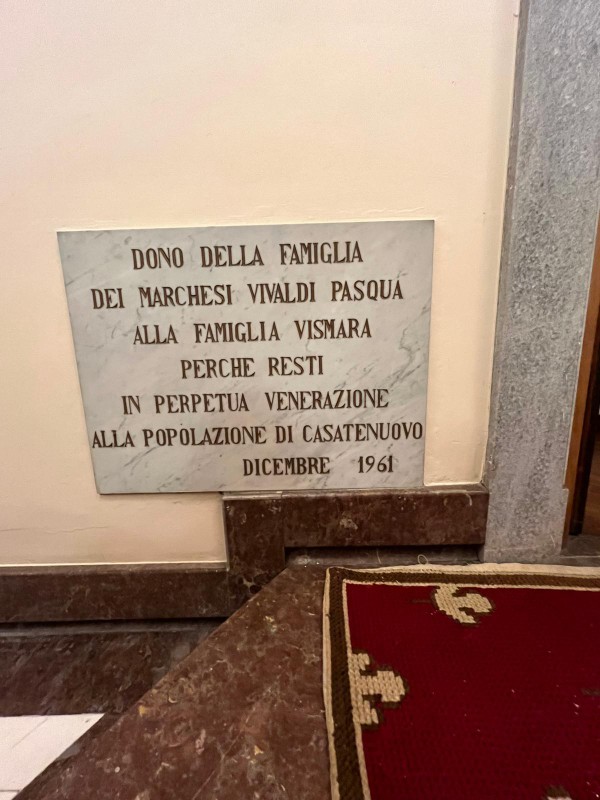 DONO DELLA FAMIGLIA
DEI MARCHESI VIVALDI PASQUA
ALLA FAMIGLIA VISMARA
PERCHE RESTI
IN PERPETUA VENERAZIONE
ALLA POPOLAZIONE DI CASATENUOVO
DICEMBRE 1961